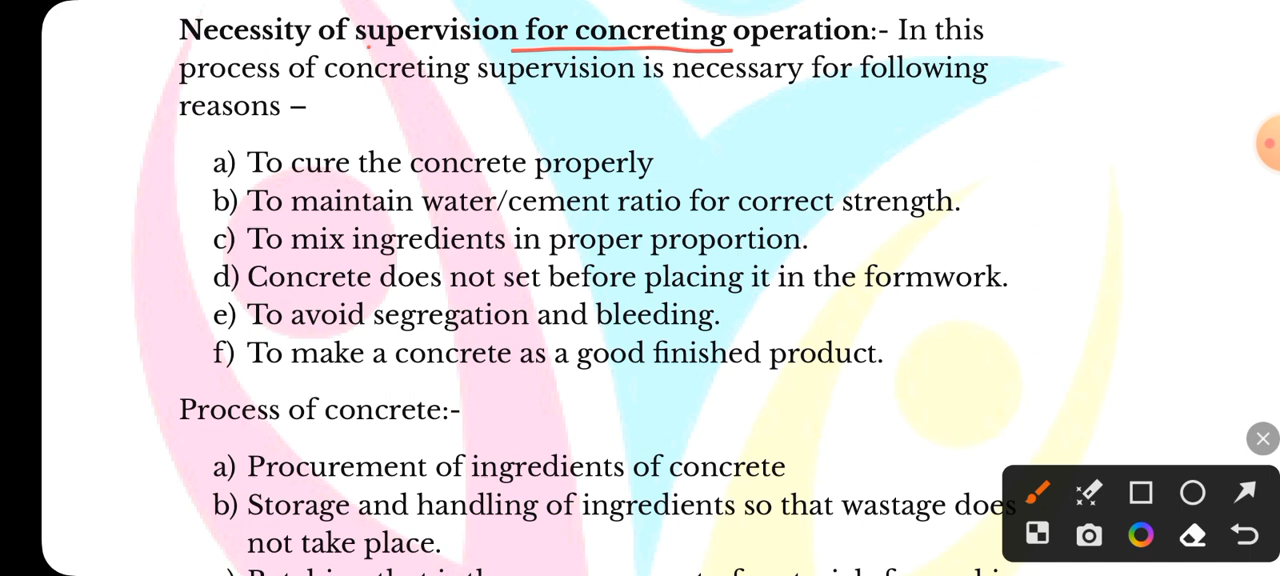 Necessity of supervision for concreting operation:- In this
process of concreting supervision is necessary for following
reasons –
a) To cure the concrete properly
b) To maintain water/cement ratio for correct strength.
c) To mix ingredients in proper proportion.
d) Concrete does not set before placing it in the formwork.
e) To avoid segregation and bleeding.
f) To make a concrete as a good finished product.
Process of concrete:-
a) Procurement of ingredients of concrete
b) Storage and handling of ingredients so that wastage does
not take place.